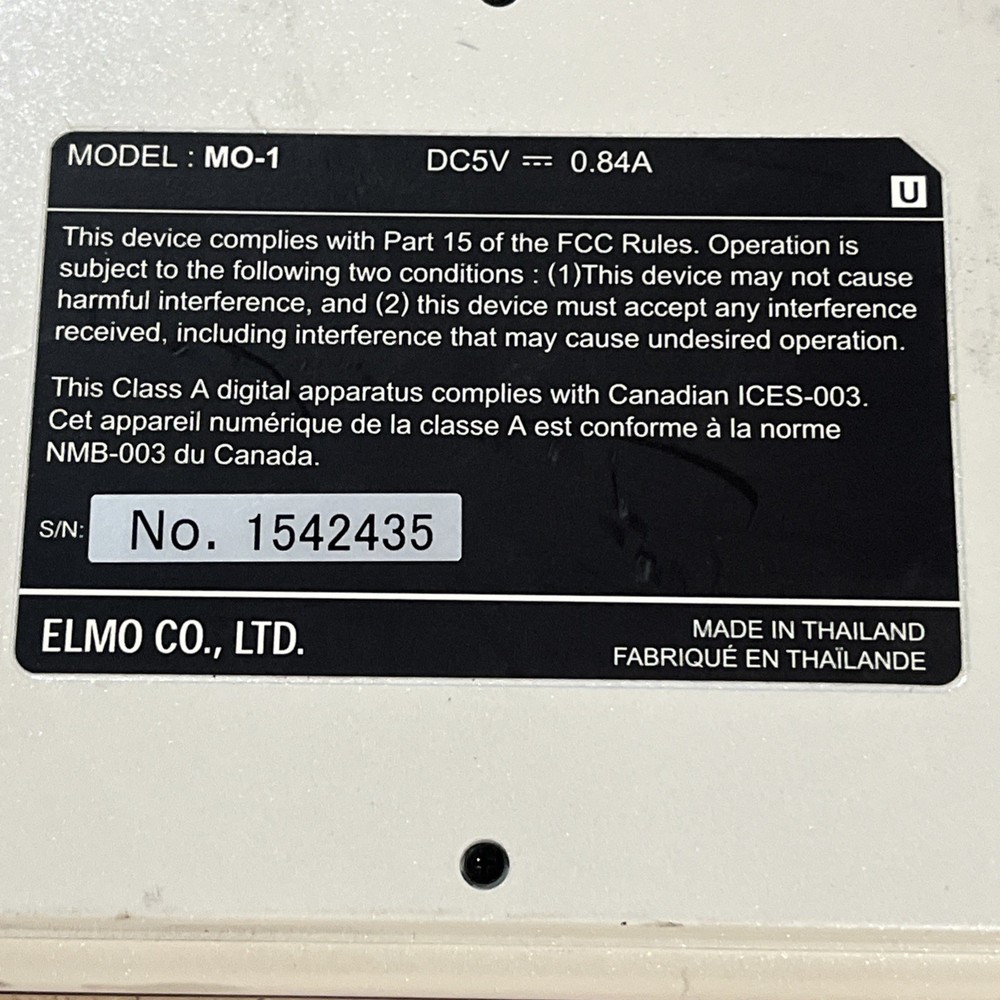 MODEL : MO-1 DC5V ⎓ 0.84A
U
This device complies with Part 15 of the FCC Rules. Operation is
subject to the following two conditions : (1)This device may not cause
harmful interference, and (2) this device must accept any interference
received, including interference that may cause undesired operation.
This Class A digital apparatus complies with Canadian ICES-003.
Cet appareil numérique de la classe A est conforme à la norme
NMB-003 du Canada.
S/N: No. 1542435
ELMO CO., LTD.
MADE IN THAILAND
FABRIQUÉ EN THAÏLANDE